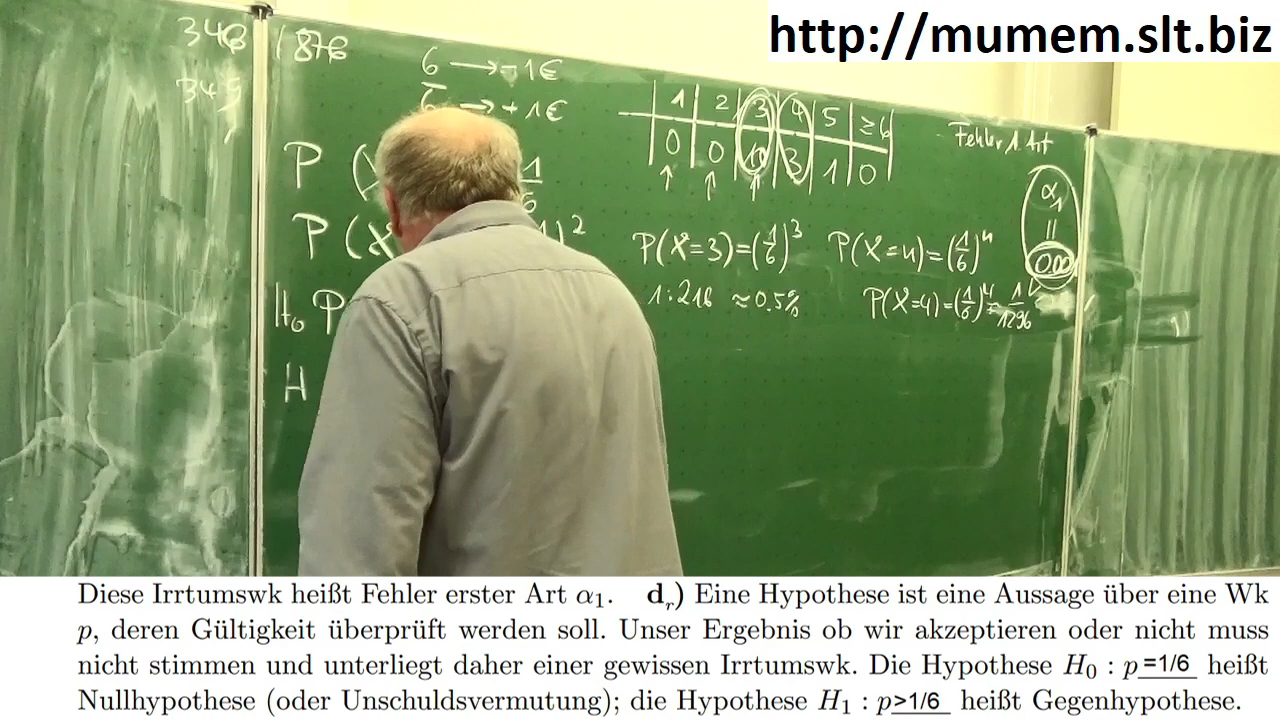 http://mumem.slt.biz
346
1876
345
6 → -1€
6̅ → +1€
1 2 3 4 5 ≥6
0 0 10 3 1 0
Fehler 1 Art
α₁
=
0.00
P (
1
6
P(X
)²
P(X=3)=(1/6)³
P(X=n)=(1/6)ⁿ
1:216 ≈0.5%
P(X=4)=(1/6)⁴=1/1296
H₀ P
H
Diese Irrtumswk heißt Fehler erster Art α₁. dᵣ) Eine Hypothese ist eine Aussage über eine Wk
p, deren Gültigkeit überprüft werden soll. Unser Ergebnis ob wir akzeptieren oder nicht muss
nicht stimmen und unterliegt daher einer gewissen Irrtumswk. Die Hypothese H₀ : p =1/6 heißt
Nullhypothese (oder Unschuldsvermutung); die Hypothese H₁ : p >1/6 heißt Gegenhypothese.